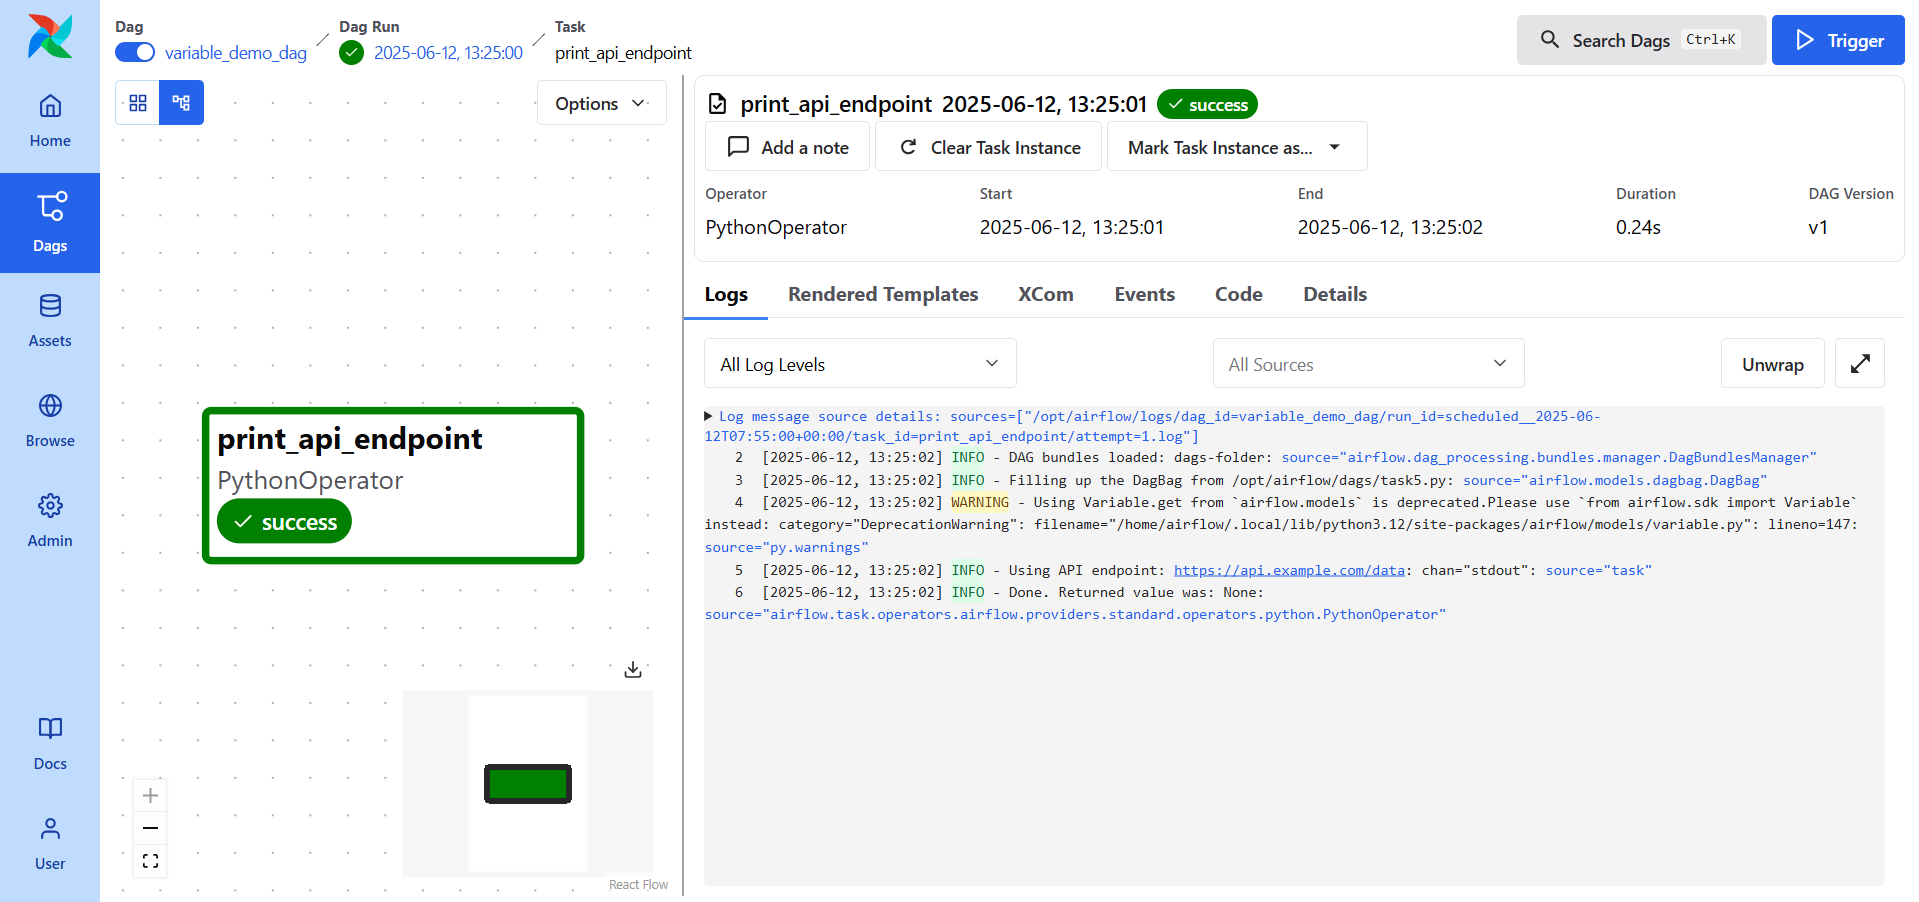 Home
Dags
Assets
Browse
Admin
Docs
User
Dag
variable_demo_dag
Dag Run
2025-06-12, 13:25:00
Task
print_api_endpoint
Search Dags Ctrl+K
Trigger
Options
print_api_endpoint
PythonOperator
success
React Flow
print_api_endpoint 2025-06-12, 13:25:01 success
Add a note
Clear Task Instance
Mark Task Instance as...
Operator Start End Duration DAG Version
PythonOperator 2025-06-12, 13:25:01 2025-06-12, 13:25:02 0.24s v1
Logs Rendered Templates XCom Events Code Details
All Log Levels All Sources Unwrap
Log message source details: sources=["/opt/airflow/logs/dag_id=variable_demo_dag/run_id=scheduled__2025-06-
12T07:55:00+00:00/task_id=print_api_endpoint/attempt=1.log"]
2 [2025-06-12, 13:25:02] INFO - DAG bundles loaded: dags-folder: source="airflow.dag_processing.bundles.manager.DagBundlesManager"
3 [2025-06-12, 13:25:02] INFO - Filling up the DagBag from /opt/airflow/dags/task5.py: source="airflow.models.dagbag.DagBag"
4 [2025-06-12, 13:25:02] WARNING - Using Variable.get from `airflow.models` is deprecated.Please use `from airflow.sdk import Variable`
instead: category="DeprecationWarning": filename="/home/airflow/.local/lib/python3.12/site-packages/airflow/models/variable.py": lineno=147:
source="py.warnings"
5 [2025-06-12, 13:25:02] INFO - Using API endpoint: https://api.example.com/data: chan="stdout": source="task"
6 [2025-06-12, 13:25:02] INFO - Done. Returned value was: None:
source="airflow.task.operators.airflow.providers.standard.operators.python.PythonOperator"